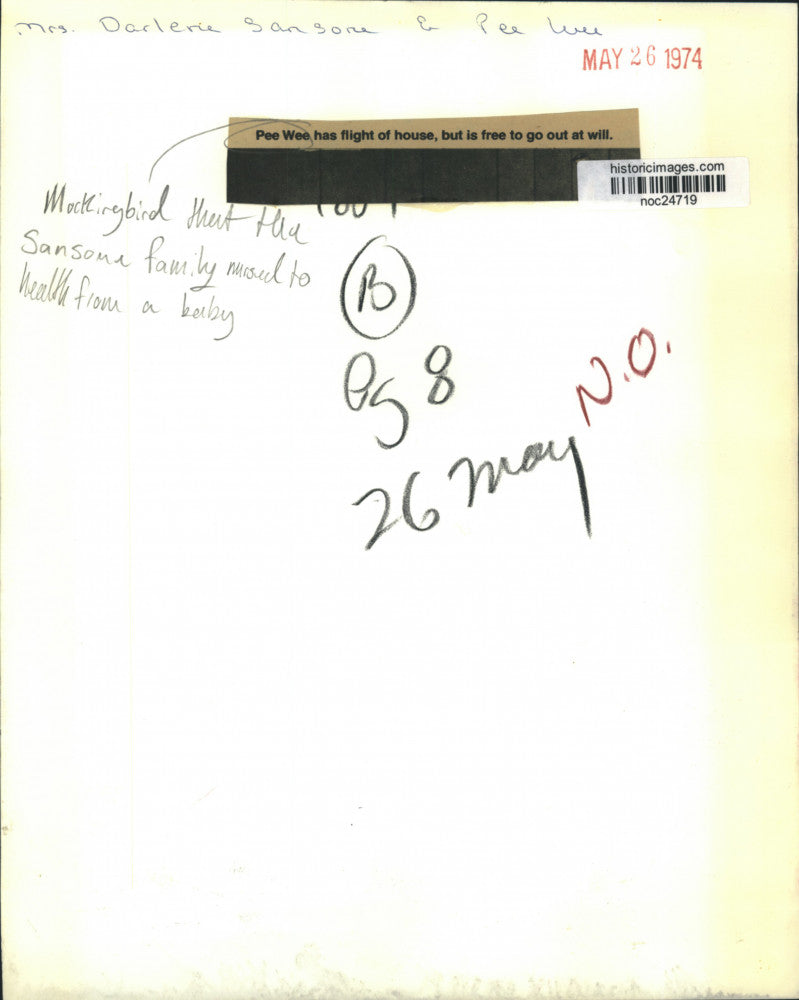 Mrs. Darlene Sansone & Pee Wee
MAY 26 1974
Pee Wee has flight of house, but is free to go out at will.
historicimages.com
noc24719
Mockingbird that the
Sansone family nursed to
health from a baby
B
Pg 8
26 May
N.O.